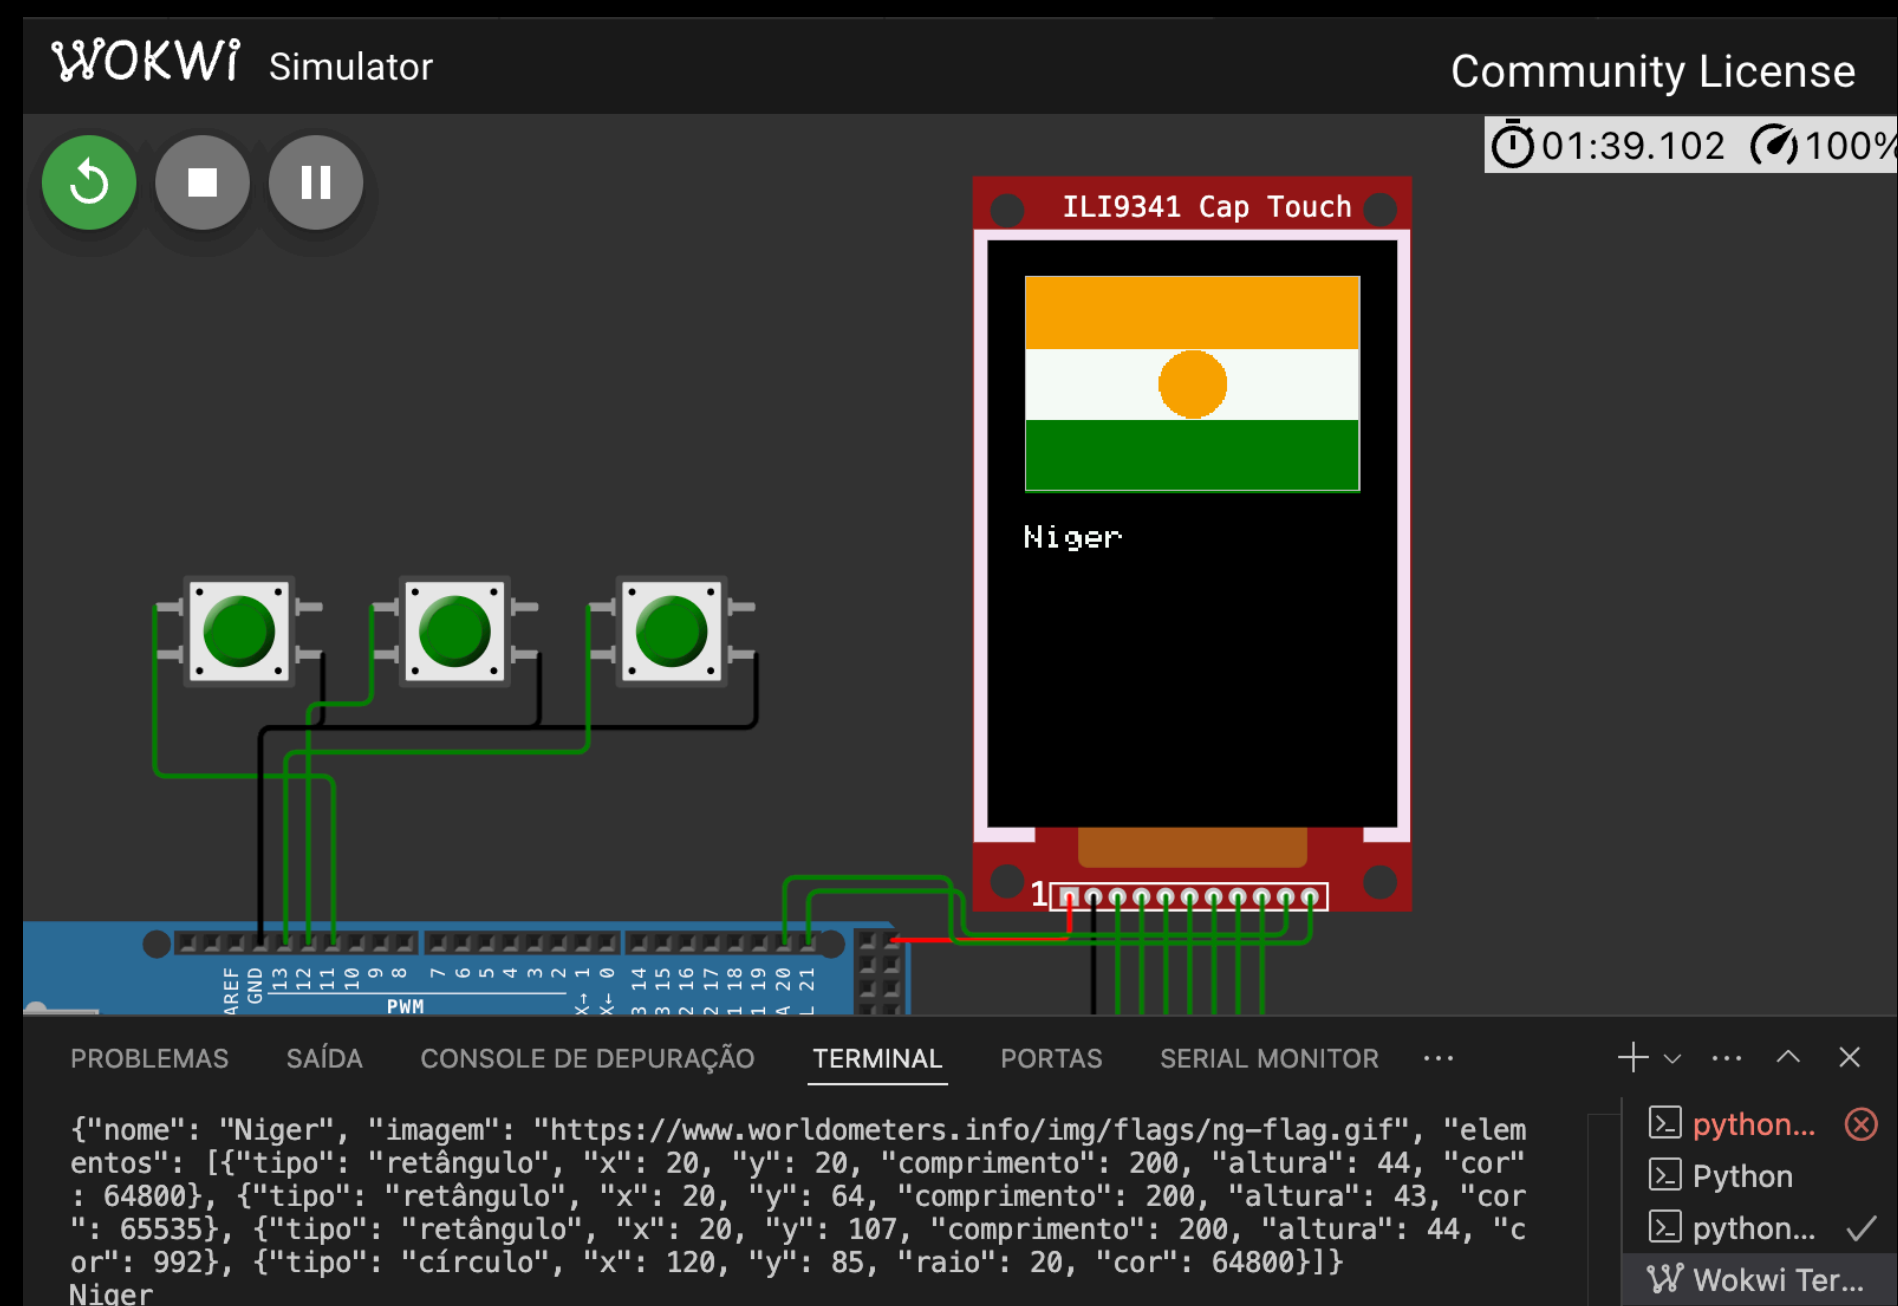 WOKWi Simulator
Community License
01:39.102 100%
ILI9341 Cap Touch
Niger
1
AREF
GND
13
12
11
10
9
8
7
6
5
4
3
2
1
0
14
15
16
17
18
19
20
21
PWM
PROBLEMAS SAÍDA CONSOLE DE DEPURAÇÃO TERMINAL PORTAS SERIAL MONITOR ...
{"nome": "Niger", "imagem": "https://www.worldometers.info/img/flags/ng-flag.gif", "elem
entos": [{"tipo": "retângulo", "x": 20, "y": 20, "comprimento": 200, "altura": 44, "cor"
: 64800}, {"tipo": "retângulo", "x": 20, "y": 64, "comprimento": 200, "altura": 43, "cor
": 65535}, {"tipo": "retângulo", "x": 20, "y": 107, "comprimento": 200, "altura": 44, "c
or": 992}, {"tipo": "círculo", "x": 120, "y": 85, "raio": 20, "cor": 64800}]}
Niger
python...
Python
python...
Wokwi Ter...